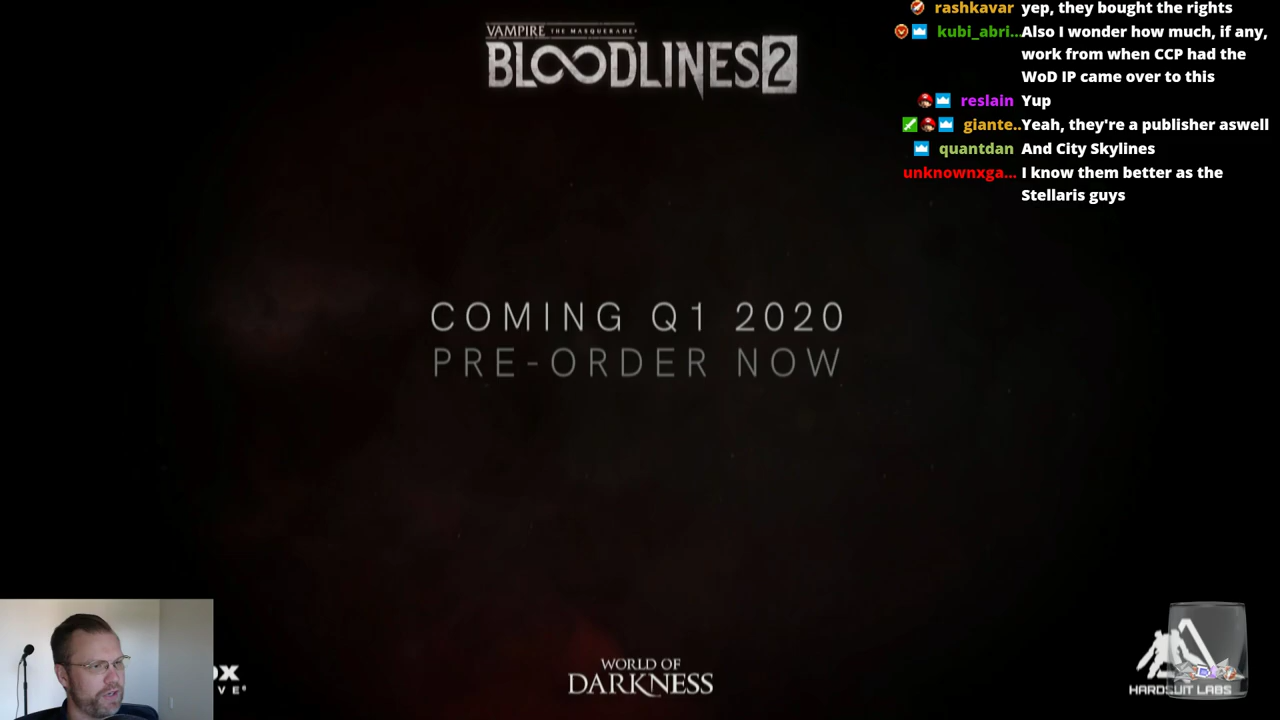 VAMPIRE THE MASQUERADE
BLOODLINES 2
COMING Q1 2020
PRE-ORDER NOW
rashkavar yep, they bought the rights
kubi_abri... Also I wonder how much, if any,
work from when CCP had the
WoD IP came over to this
reslain Yup
giante.. Yeah, they're a publisher aswell
quantdan And City Skylines
unknownxga... I know them better as the
Stellaris guys
OX
VE®
WORLD OF
DARKNESS
HARDSUIT LABS